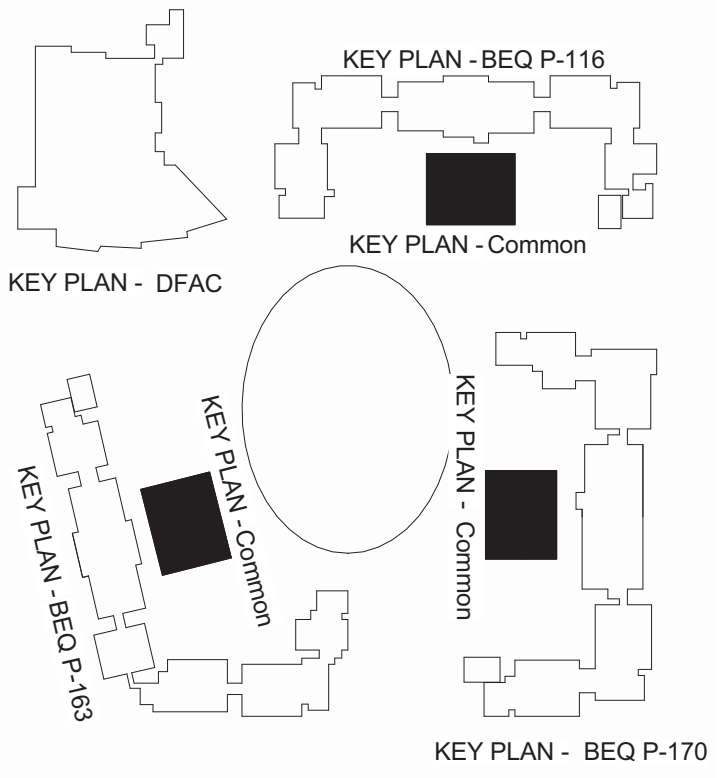 KEY PLAN - BEQ P-116
KEY PLAN - Common
KEY PLAN - DFAC
KEY PLAN - Common
KEY PLAN - Common
KEY PLAN - BEQ P-163
KEY PLAN - BEQ P-170